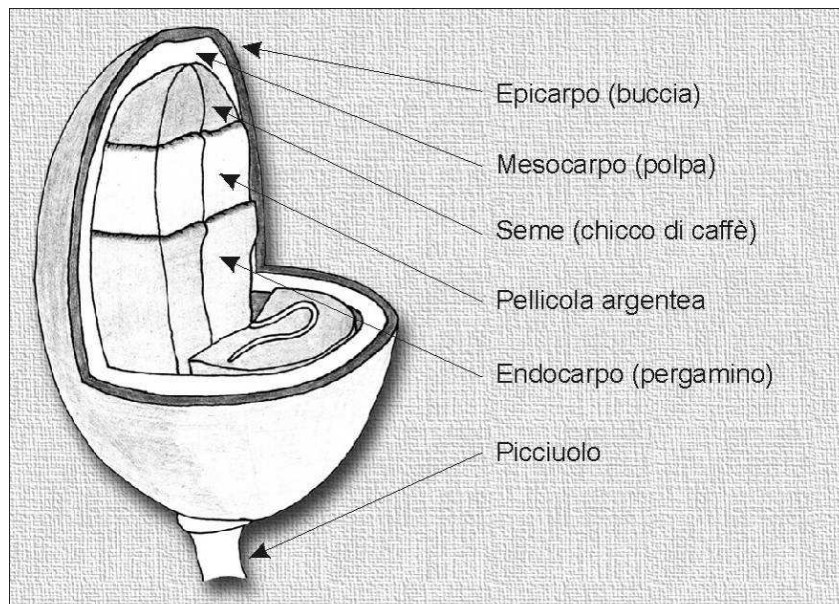 Epicarpo (buccia)
Mesocarpo (polpa)
Seme (chicco di caffè)
Pellicola argentea
Endocarpo (pergamino)
Picciuolo